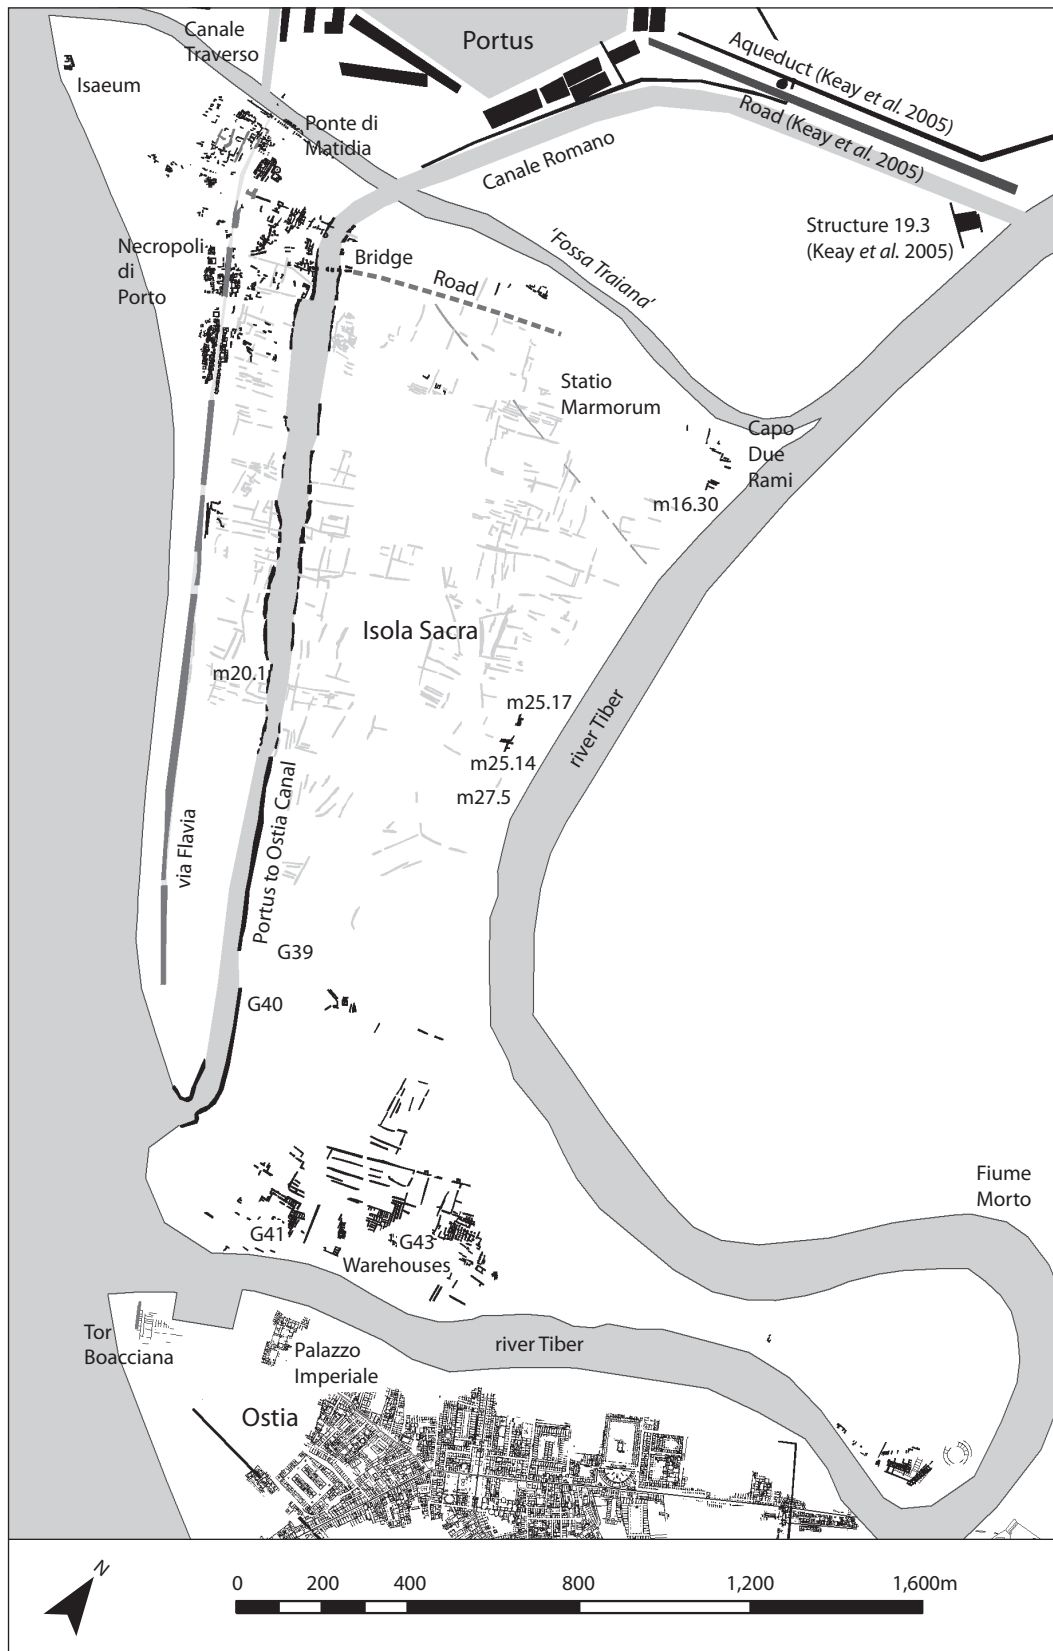 Canale
Traverso
Portus
Isaeum
Aqueduct (Keay et al. 2005)
Road (Keay et al. 2005)
Ponte di
Matidia
Canale Romano
Structure 19.3
(Keay et al. 2005)
Necropoli
di
Porto
Bridge
Road
'Fossa Traiana'
Statio
Marmorum
Capo
Due
Rami
m16.30
Isola Sacra
m20.1
m25.17
m25.14
m27.5
river Tiber
via Flavia
Portus to Ostia Canal
G39
G40
Fiume
Morto
G41
G43
Warehouses
Tor
Boacciana
Palazzo
Imperiale
river Tiber
Ostia
N
0 200 400 800 1,200 1,600m